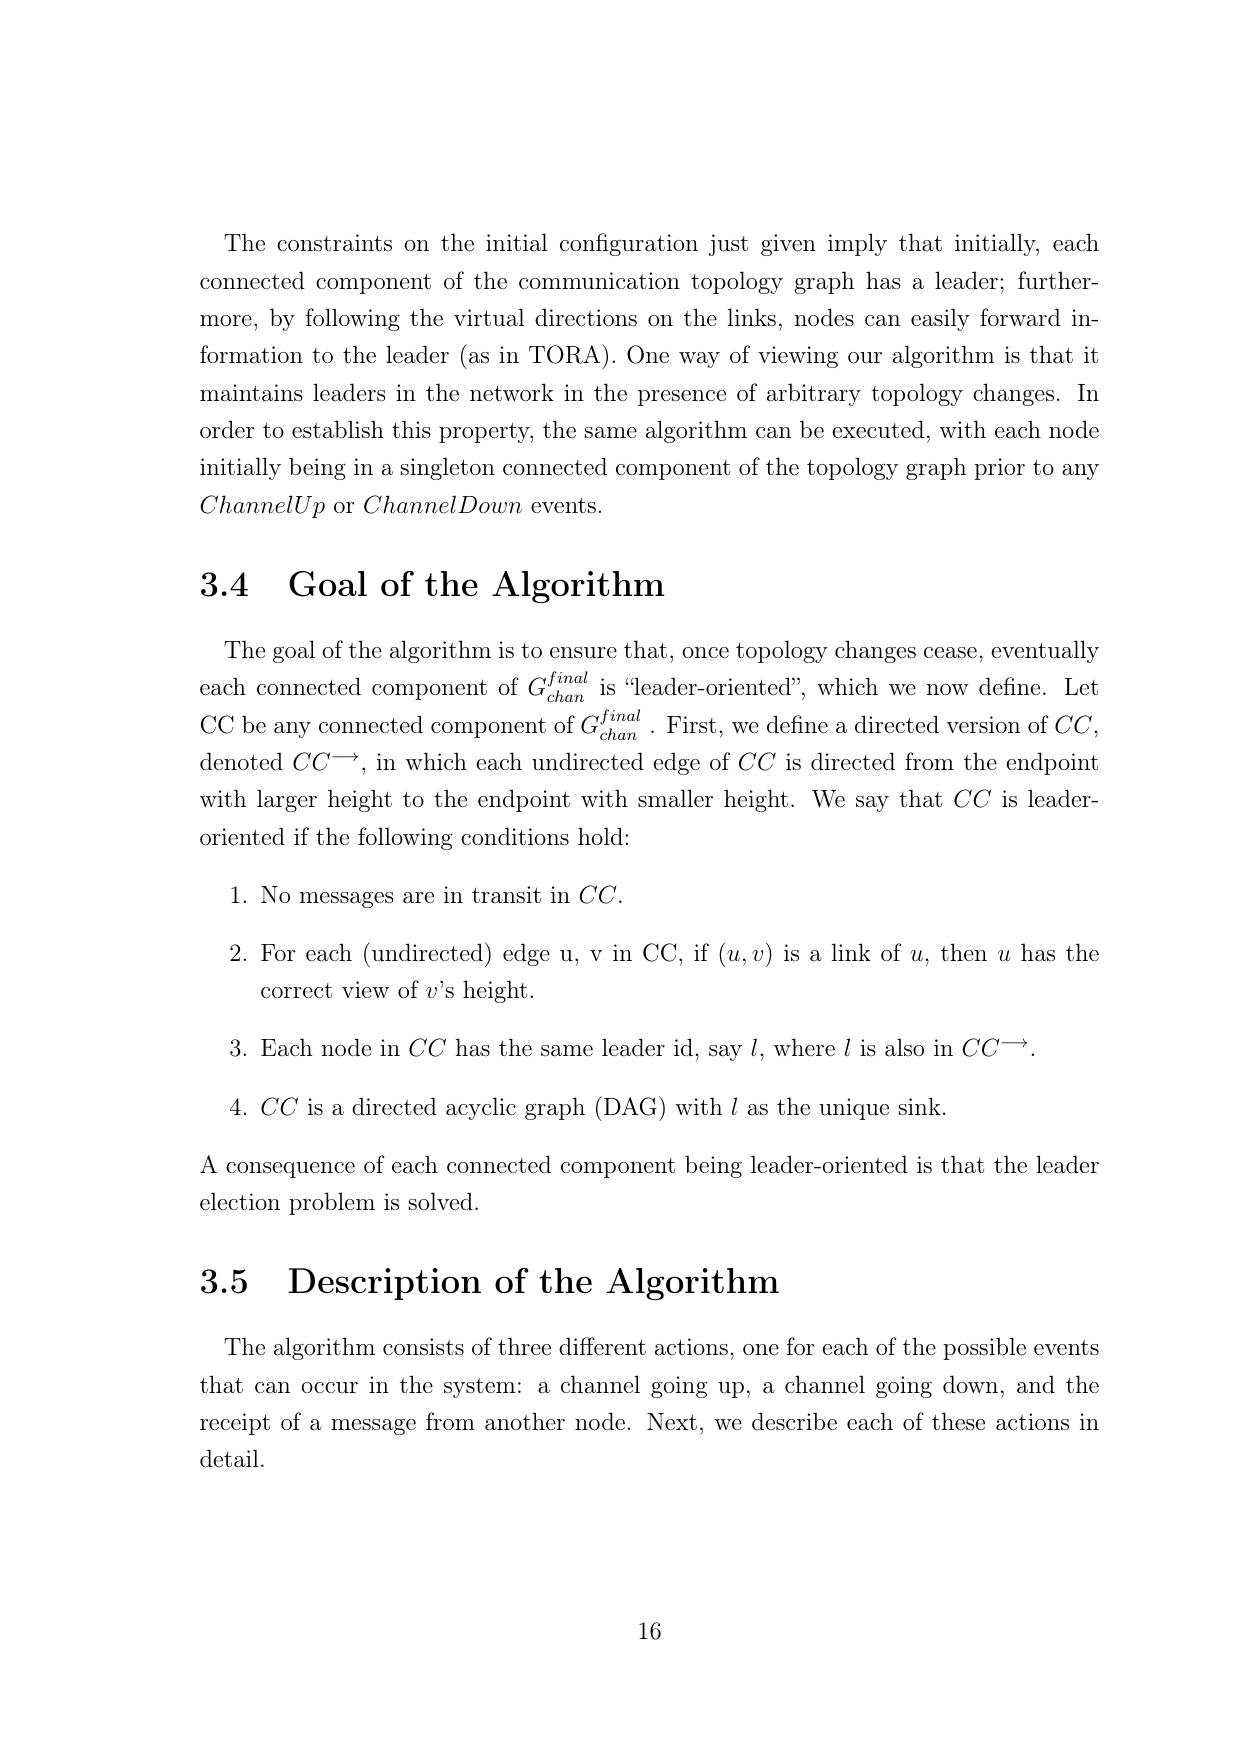 The constraints on the initial configuration just given imply that initially, each
connected component of the communication topology graph has a leader; further-
more, by following the virtual directions on the links, nodes can easily forward in-
formation to the leader (as in TORA). One way of viewing our algorithm is that it
maintains leaders in the network in the presence of arbitrary topology changes. In
order to establish this property, the same algorithm can be executed, with each node
initially being in a singleton connected component of the topology graph prior to any
ChannelUp or ChannelDown events.
3.4 Goal of the Algorithm
The goal of the algorithm is to ensure that, once topology changes cease, eventually
each connected component of $G_{chan}^{final}$ is “leader-oriented”, which we now define. Let
CC be any connected component of $G_{chan}^{final}$ . First, we define a directed version of CC,
denoted $CC^{\longrightarrow}$, in which each undirected edge of CC is directed from the endpoint
with larger height to the endpoint with smaller height. We say that CC is leader-
oriented if the following conditions hold:
1. No messages are in transit in CC.
2. For each (undirected) edge u, v in CC, if (u, v) is a link of u, then u has the
correct view of v’s height.
3. Each node in CC has the same leader id, say l, where l is also in $CC^{\longrightarrow}$.
4. CC is a directed acyclic graph (DAG) with l as the unique sink.
A consequence of each connected component being leader-oriented is that the leader
election problem is solved.
3.5 Description of the Algorithm
The algorithm consists of three different actions, one for each of the possible events
that can occur in the system: a channel going up, a channel going down, and the
receipt of a message from another node. Next, we describe each of these actions in
detail.
16